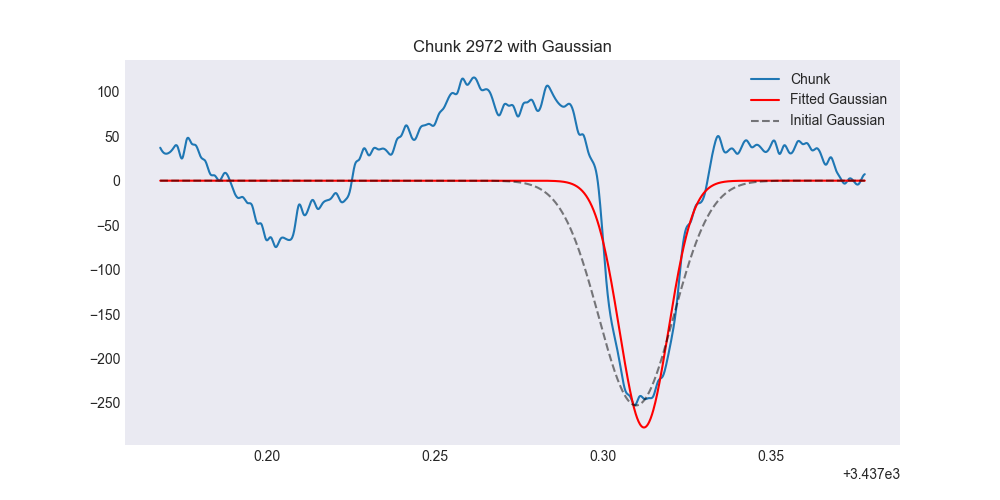 Chunk 2972 with Gaussian
Chunk
Fitted Gaussian
Initial Gaussian
100
50
0
−50
−100
−150
−200
−250
0.20 0.25 0.30 0.35
+3.437e3